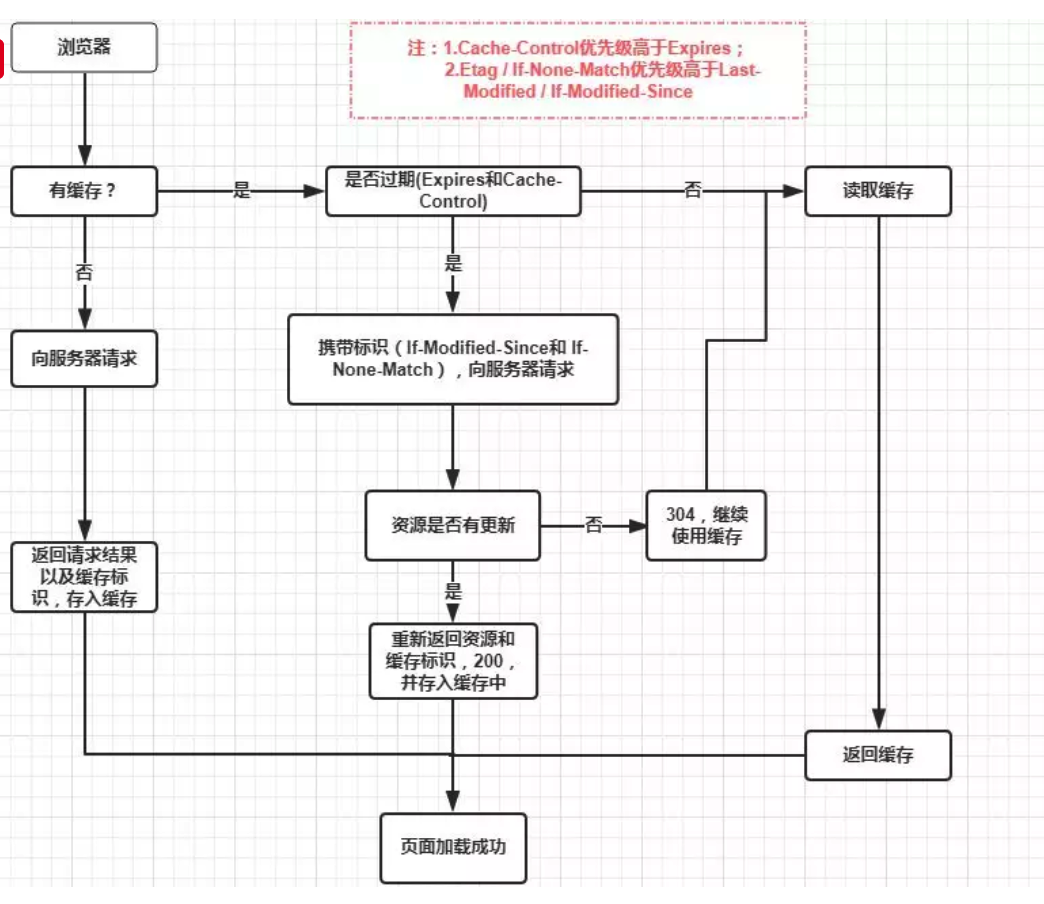 浏览器
注：1.Cache-Control优先级高于Expires；
2.Etag / If-None-Match优先级高于Last-
Modified / If-Modified-Since
有缓存？
是
是否过期(Expires和Cache-
Control)
否
读取缓存
否
是
向服务器请求
携带标识（If-Modified-Since和 If-
None-Match），向服务器请求
资源是否有更新
否
304，继续
使用缓存
返回请求结果
以及缓存标
识，存入缓存
是
重新返回资源和
缓存标识，200，
并存入缓存中
返回缓存
页面加载成功